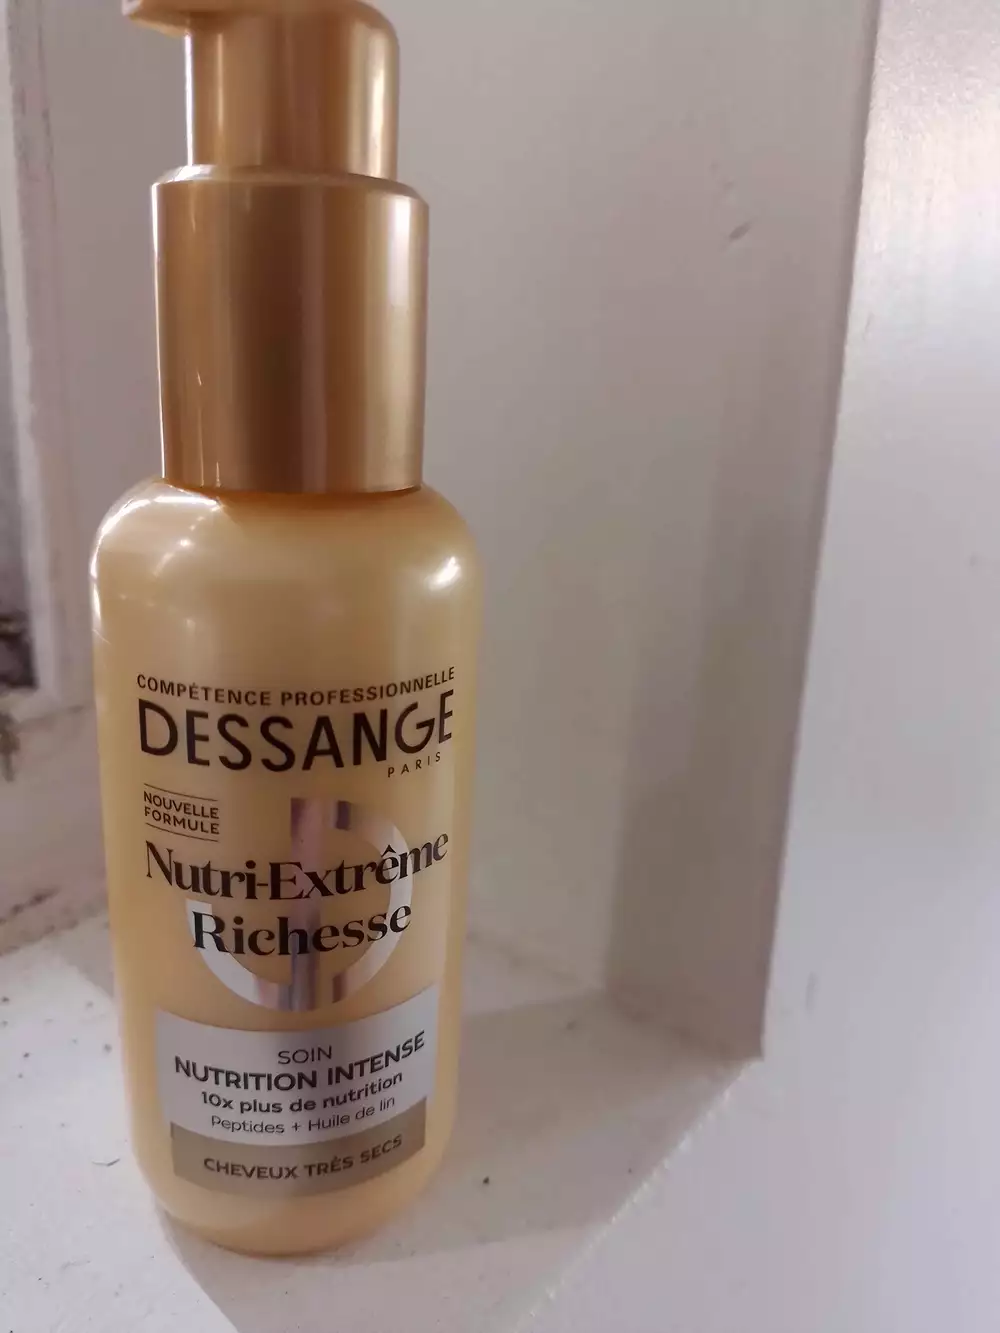 COMPÉTENCE PROFESSIONNELLE
DESSANGE
PARIS
NOUVELLE
FORMULE
Nutri-Extrême
Richesse
SOIN
NUTRITION INTENSE
10x plus de nutrition
Peptides + Huile de lin
CHEVEUX TRÈS SECS